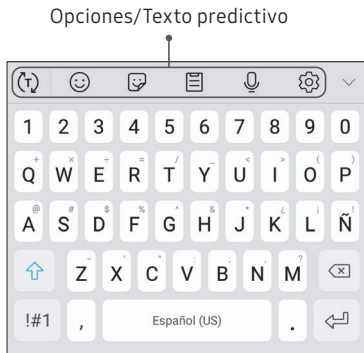 Opciones/Texto predictivo
T
1 2 3 4 5 6 7 8 9 0
+ × ÷ = / _ < > ( )
Q W E R T Y U I O P
@ # $ % ^ & * ¿ ¡ !
A S D F G H J K L Ñ
- ' " : ; , ?
Z X C V B N M
!#1 , Español (US) .